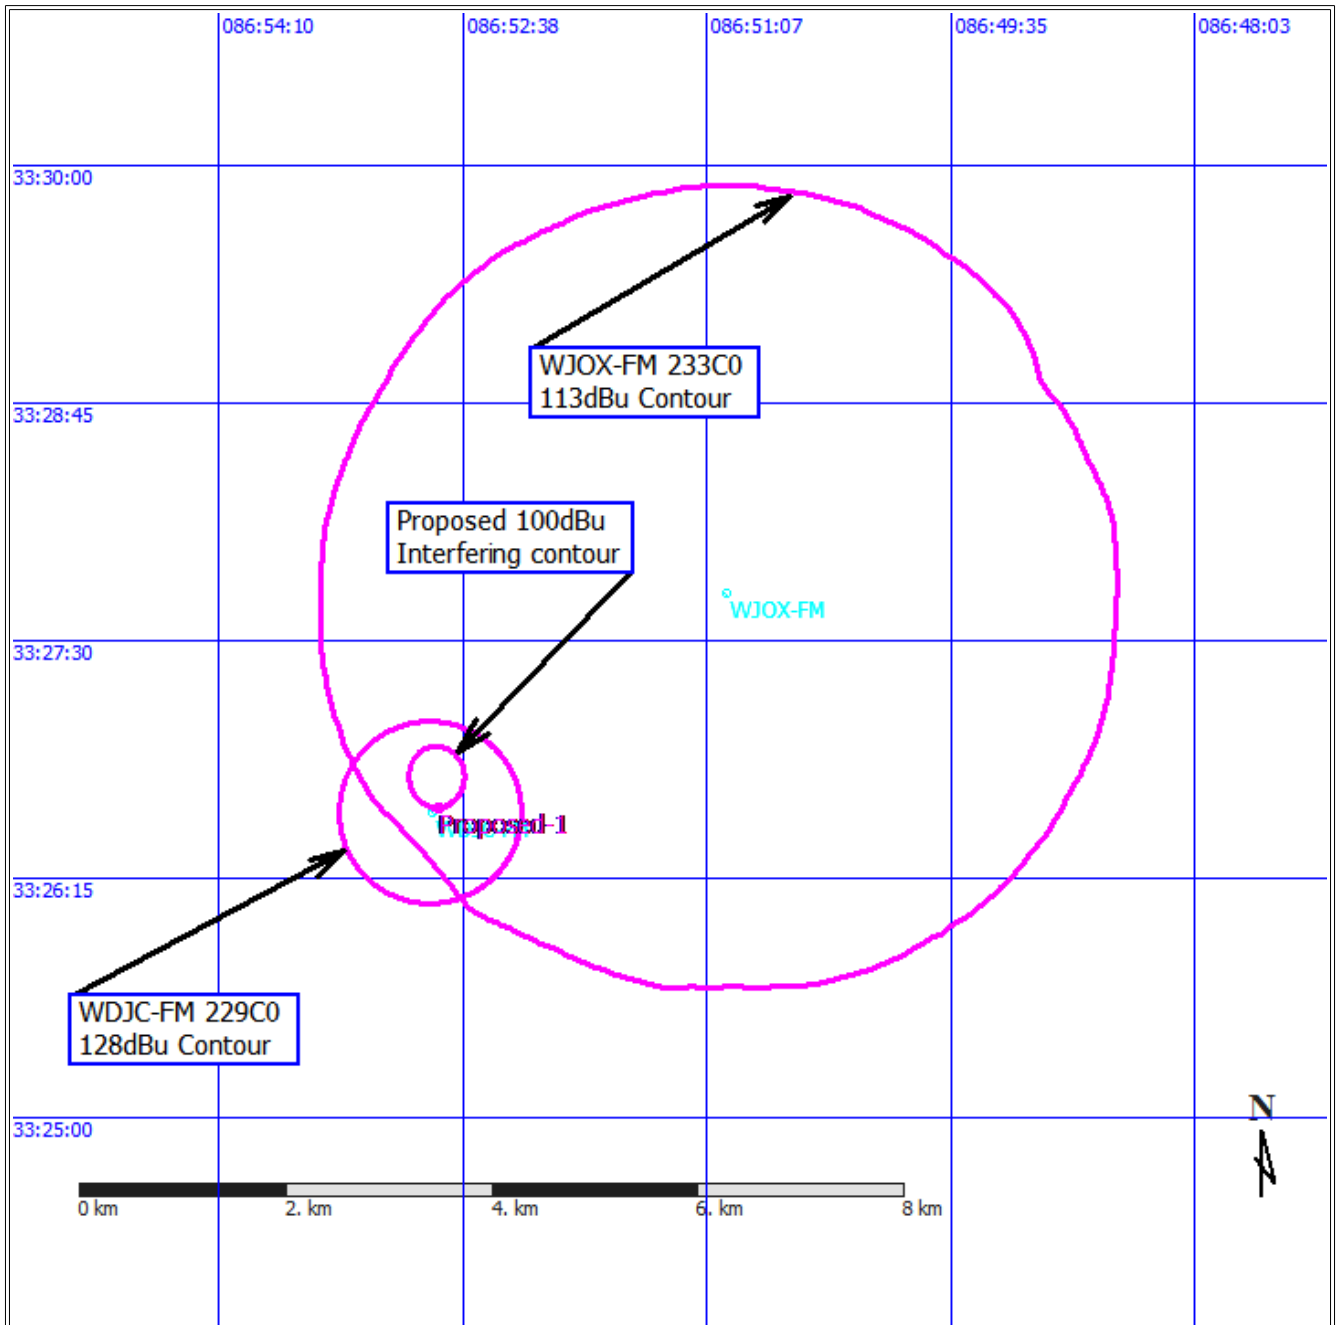 086:54:10
086:52:38
086:51:07
086:49:35
086:48:03
33:30:00
WJOX-FM 233C0
113dBu Contour
33:28:45
Proposed 100dBu
Interfering contour
WJOX-FM
33:27:30
Proposed-1
33:26:15
WDJC-FM 229C0
128dBu Contour
N
33:25:00
0 km
2. km
4. km
6. km
8 km